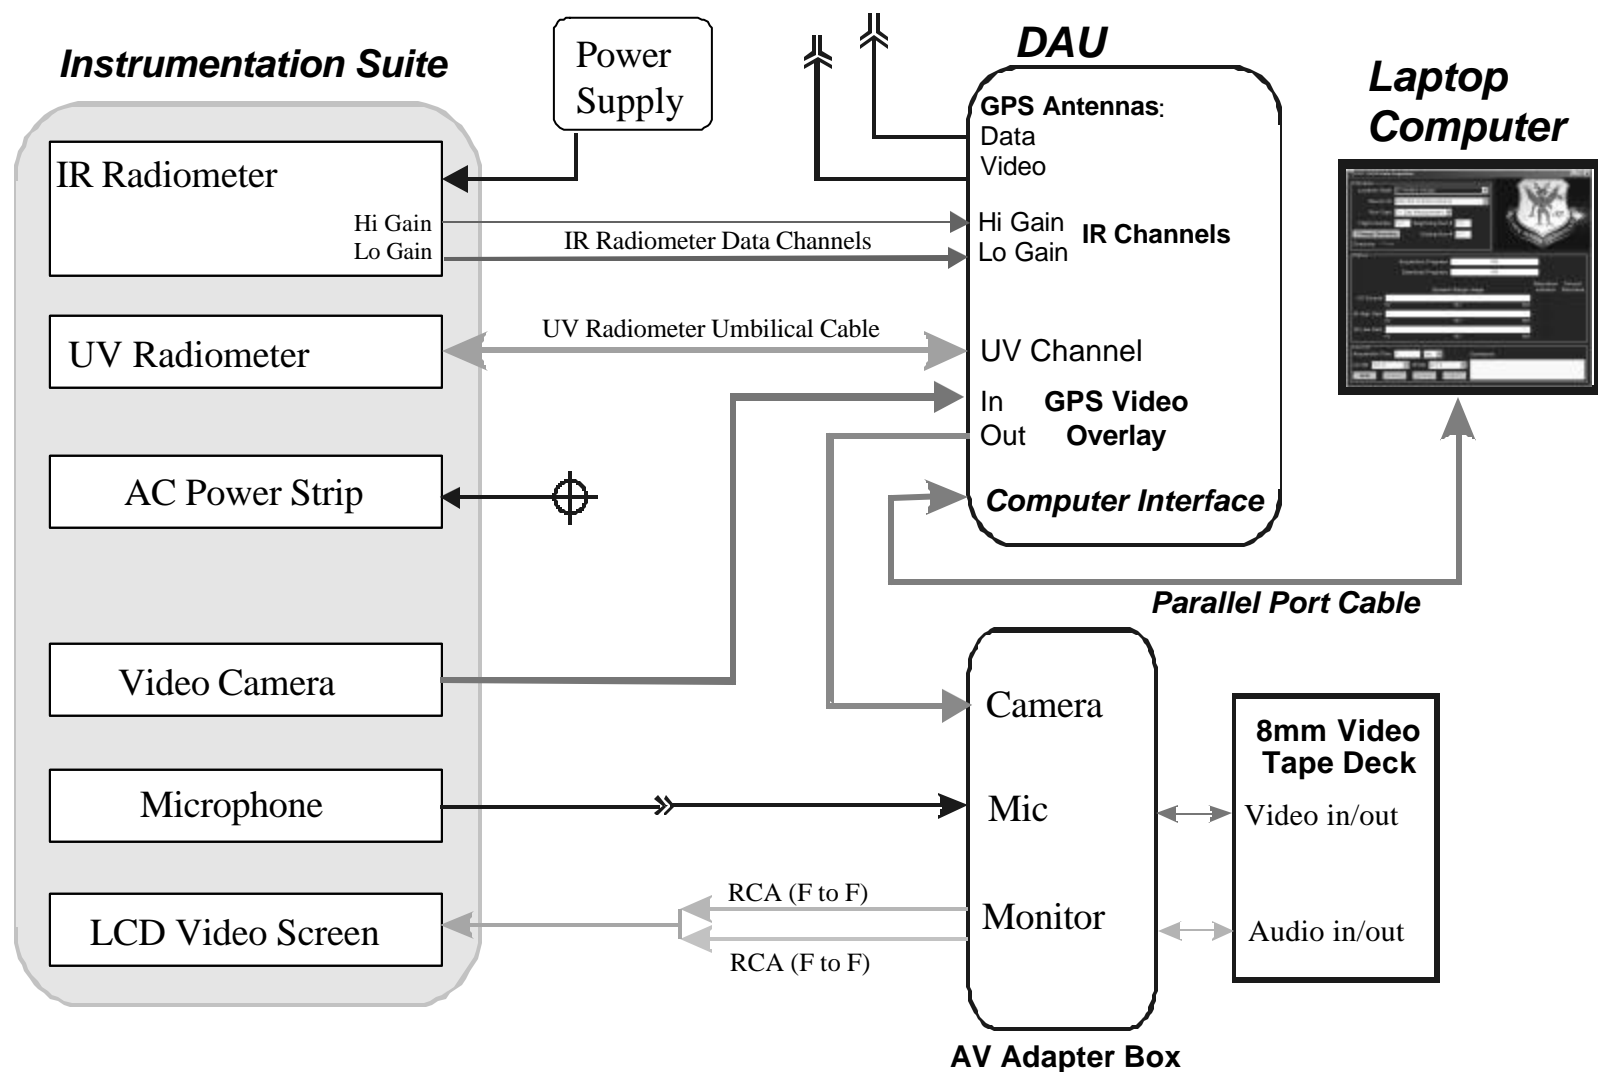 Instrumentation Suite
Power
Supply
DAU
Laptop
Computer
GPS Antennas:
Data
Video
IR Radiometer
Hi Gain
Lo Gain
IR Radiometer Data Channels
Hi Gain
Lo Gain
IR Channels
UV Radiometer
UV Radiometer Umbilical Cable
UV Channel
In
Out
GPS Video
Overlay
AC Power Strip
Computer Interface
Parallel Port Cable
Video Camera
Camera
8mm Video
Tape Deck
Microphone
Mic
Video in/out
LCD Video Screen
RCA (F to F)
RCA (F to F)
Monitor
Audio in/out
AV Adapter Box